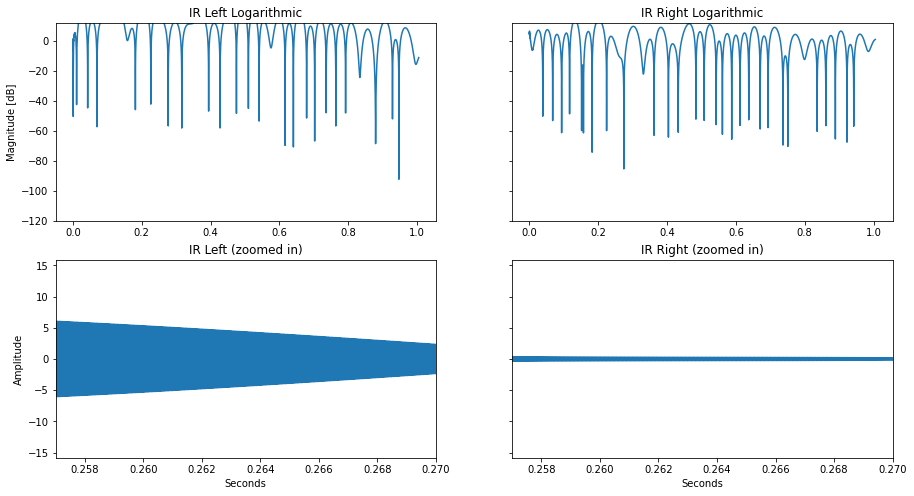 IR Left Logarithmic
IR Right Logarithmic
Magnitude [dB]
0
−20
−40
−60
−80
−100
−120
0.0 0.2 0.4 0.6 0.8 1.0
0.0 0.2 0.4 0.6 0.8 1.0
IR Left (zoomed in)
IR Right (zoomed in)
Amplitude
15
10
5
0
−5
−10
−15
0.258 0.260 0.262 0.264 0.266 0.268 0.270
0.258 0.260 0.262 0.264 0.266 0.268 0.270
Seconds
Seconds